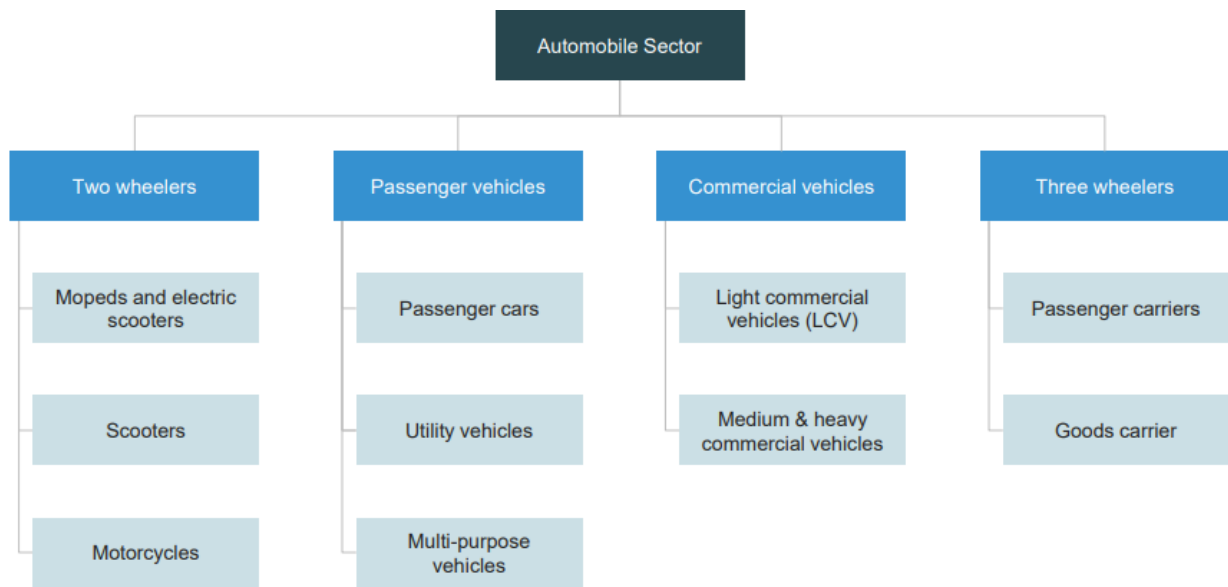 Automobile Sector
Two wheelers
Passenger vehicles
Commercial vehicles
Three wheelers
Mopeds and electric
scooters
Passenger cars
Light commercial
vehicles (LCV)
Passenger carriers
Scooters
Utility vehicles
Medium & heavy
commercial vehicles
Goods carrier
Motorcycles
Multi-purpose
vehicles